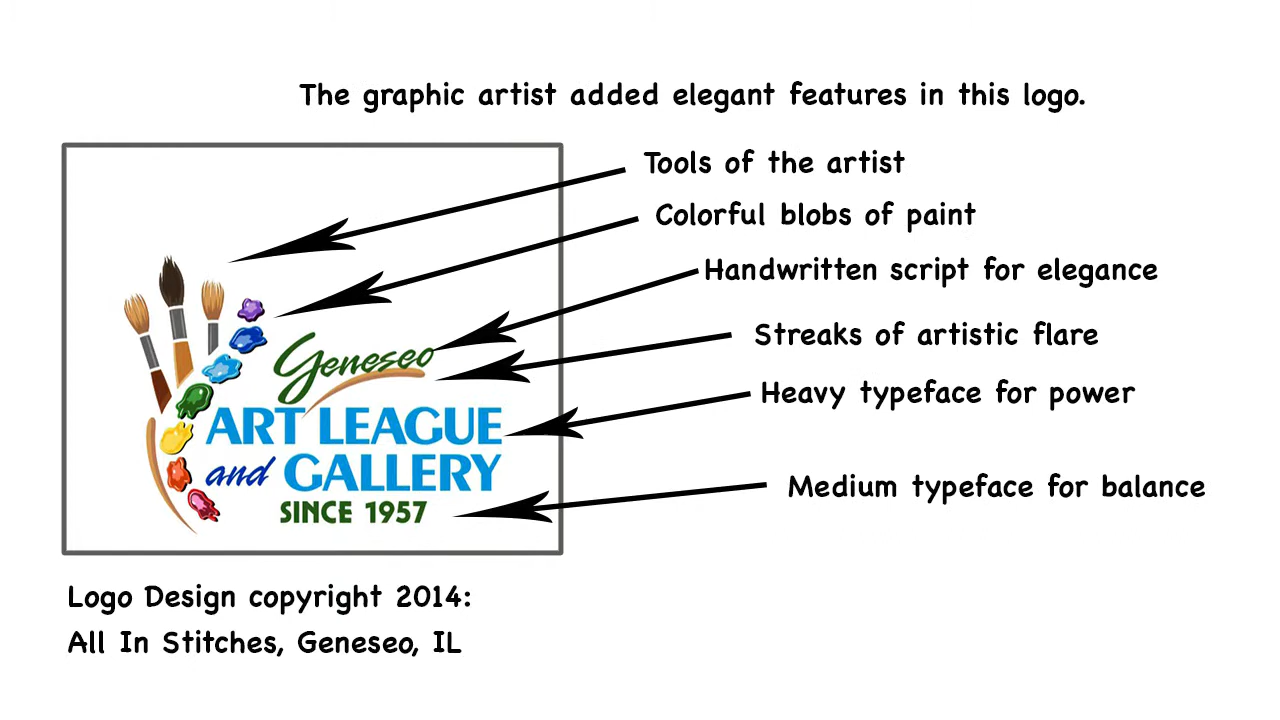 The graphic artist added elegant features in this logo.
Tools of the artist
Colorful blobs of paint
Handwritten script for elegance
Streaks of artistic flare
Heavy typeface for power
Medium typeface for balance
Geneseo
ART LEAGUE
and GALLERY
SINCE 1957
Logo Design copyright 2014:
All In Stitches, Geneseo, IL